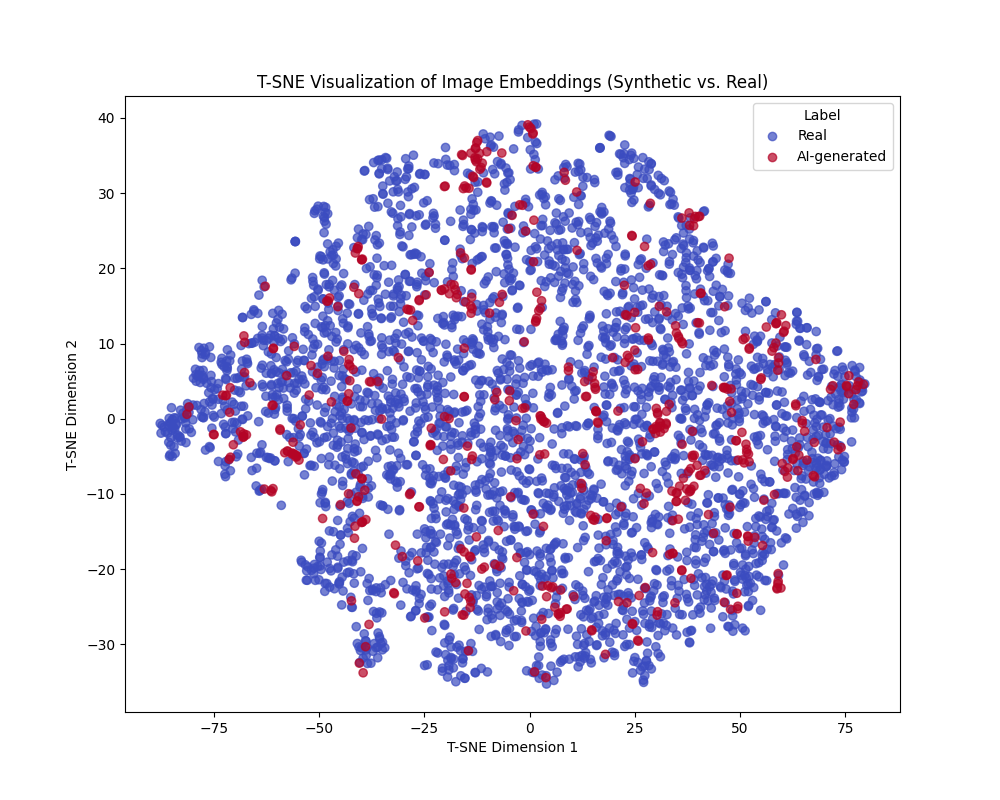 T-SNE Visualization of Image Embeddings (Synthetic vs. Real)
Label
Real
AI-generated
40
30
20
10
0
−10
−20
−30
T-SNE Dimension 2
−75
−50
−25
0
25
50
75
T-SNE Dimension 1